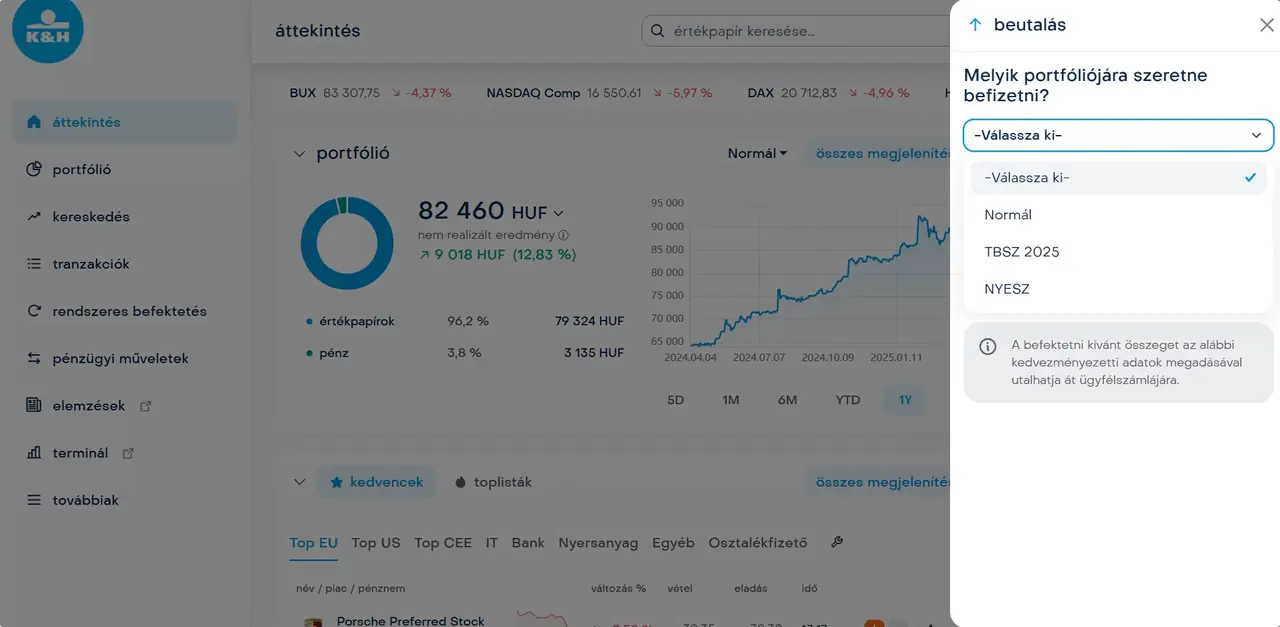 K&H
áttekintés
portfólió
kereskedés
tranzakciók
rendszeres befektetés
pénzügyi műveletek
elemzések
terminál
továbbiak
áttekintés
értékpapír keresése...
BUX 83 307,75 -4,37 % NASDAQ Comp 16 550,61 -5,97 % DAX 20 712,83 -4,96 %
portfólió Normál összes megjelenítés
82 460 HUF
nem realizált eredmény
9 018 HUF (12,83 %)
értékpapírok 96,2 % 79 324 HUF
pénz 3,8 % 3 135 HUF
95 000
90 000
85 000
80 000
75 000
70 000
65 000
2024.04.04 2024.07.07 2024.10.09 2025.01.11
5D 1M 6M YTD 1Y
kedvencek toplisták összes megjelenítés
Top EU Top US Top CEE IT Bank Nyersanyag Egyéb Osztalékfizető
név / piac / pénznem változás % vétel eladás idő
Porsche Preferred Stock
beutalás
Melyik portfóliójára szeretne
befizetni?
-Válassza ki-
-Válassza ki-
Normál
TBSZ 2025
NYESZ
A befektetni kívánt összeget az alábbi
kedvezményezetti adatok megadásával
utalhatja át ügyfélszámlájára.